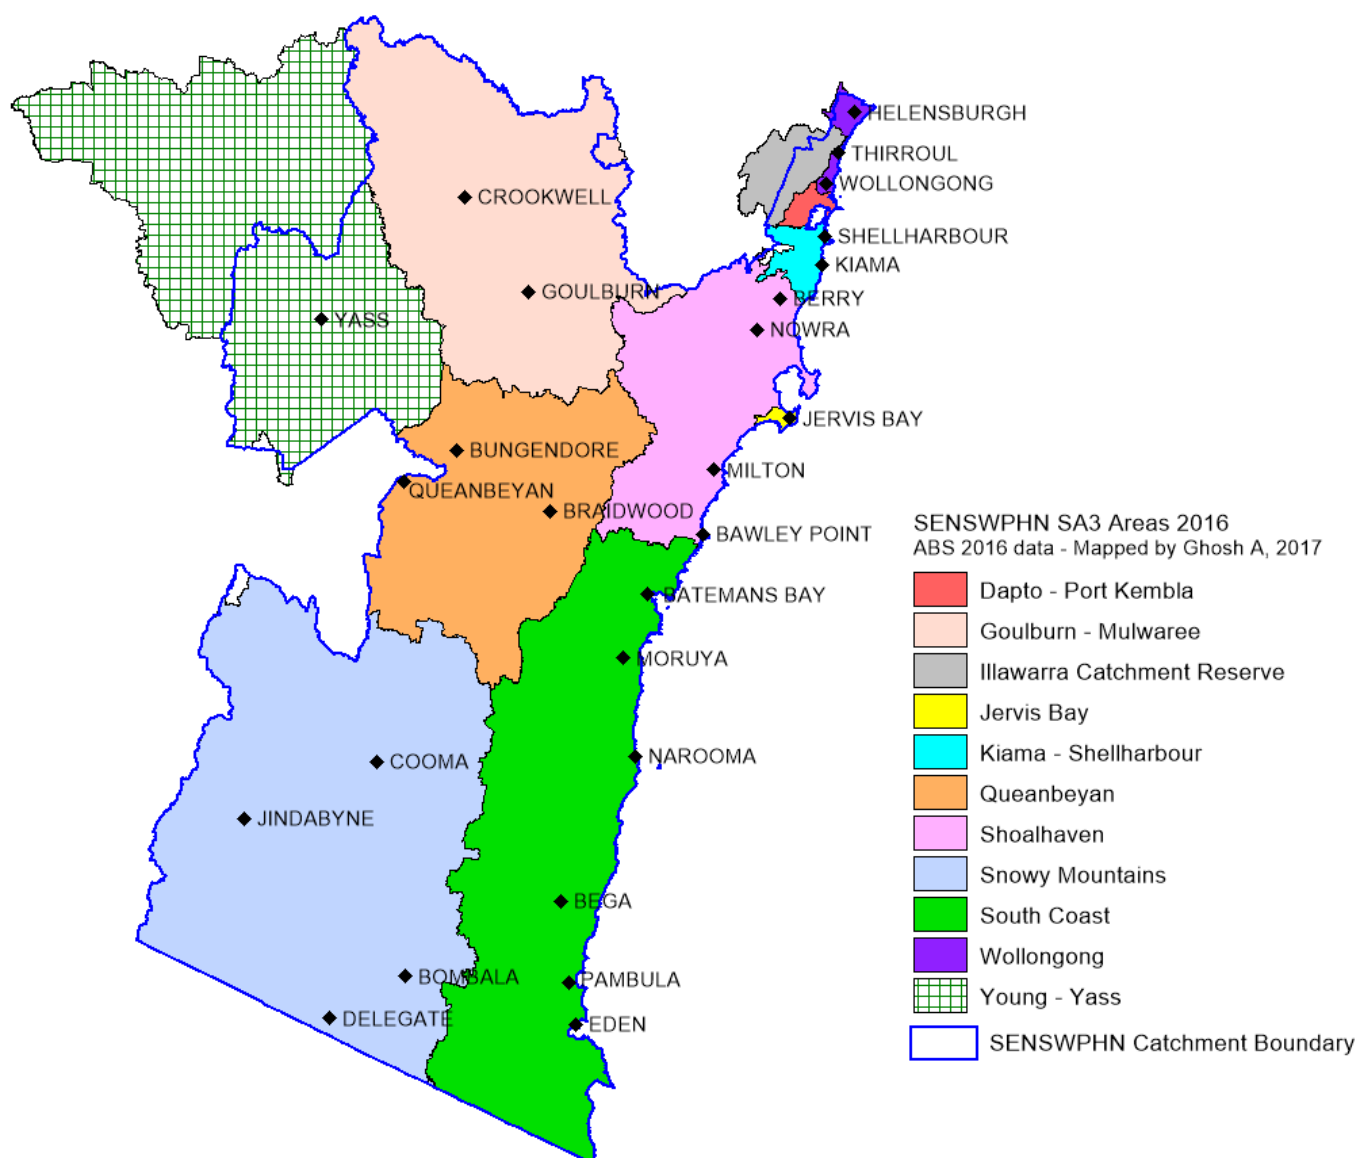 HELENSBURGH
THIRROUL
WOLLONGONG
CROOKWELL
SHELLHARBOUR
KIAMA
GOULBURN
BERRY
YASS
NOWRA
JERVIS BAY
BUNGENDORE
MILTON
QUEANBEYAN
BRAIDWOOD
BAWLEY POINT
BATEMANS BAY
MORUYA
NAROOMA
COOMA
JINDABYNE
BEGA
BOMBALA
PAMBULA
DELEGATE
EDEN
SENSWPHN SA3 Areas 2016
ABS 2016 data - Mapped by Ghosh A, 2017
Dapto - Port Kembla
Goulburn - Mulwaree
Illawarra Catchment Reserve
Jervis Bay
Kiama - Shellharbour
Queanbeyan
Shoalhaven
Snowy Mountains
South Coast
Wollongong
Young - Yass
SENSWPHN Catchment Boundary